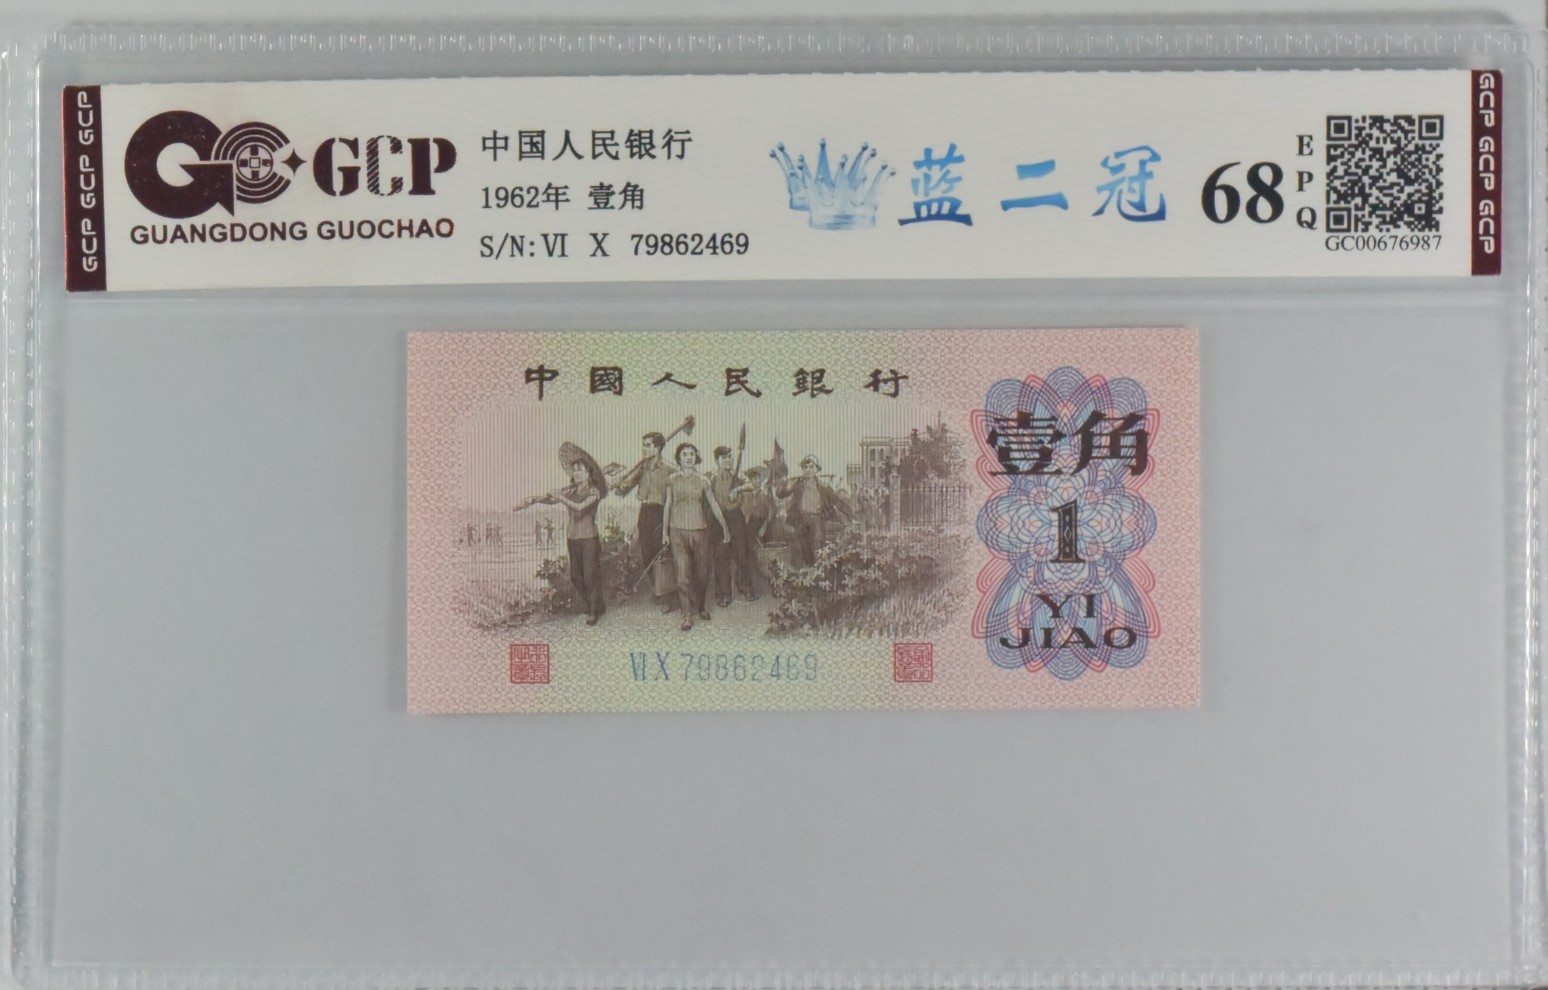 GCP GCP GCP
GCP
GUANGDONG GUOCHAO
中国人民银行
1962年 壹角
S/N: VI X 79862469
蓝二冠
68
EPQ
GC00676987
GCP GCP GCP
中國人民銀行
壹角
1
YI
JIAO
VI X 79862469